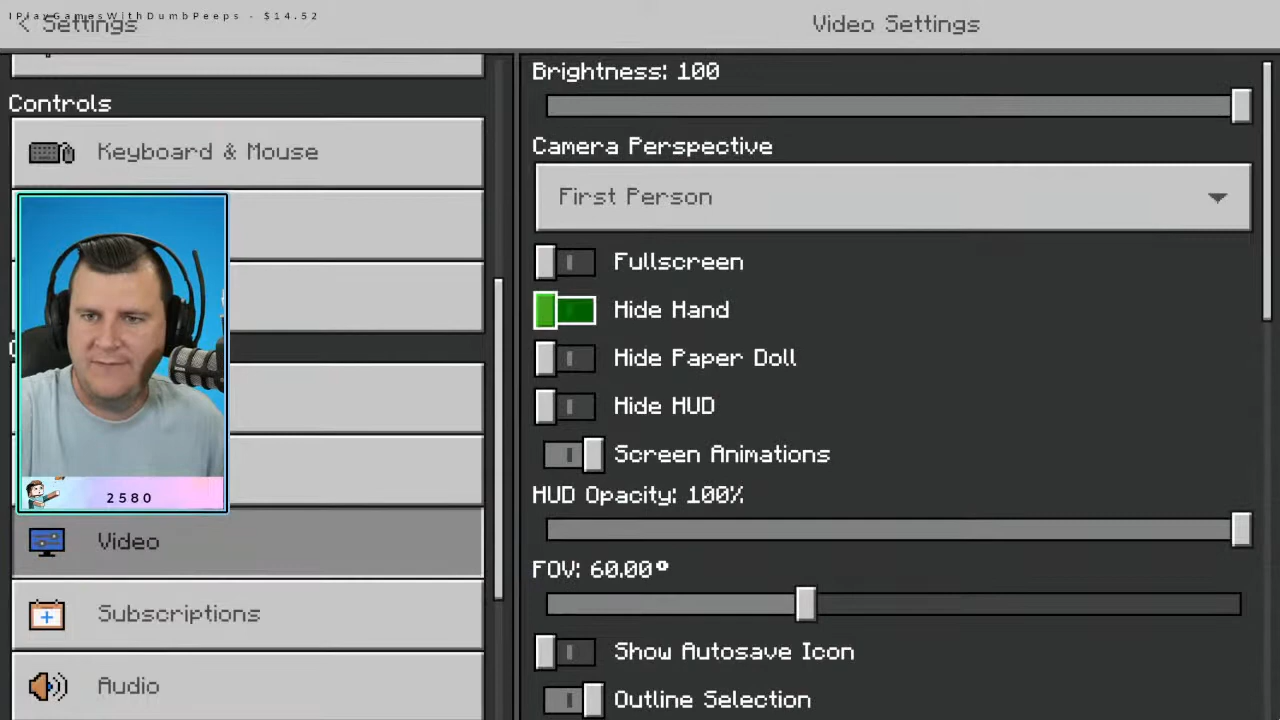 IPlayGamesWithDumbPeeps - $14.52
Settings
Video Settings
Controls
Keyboard & Mouse
2580
Video
Subscriptions
Audio
Brightness: 100
Camera Perspective
First Person
Fullscreen
Hide Hand
Hide Paper Doll
Hide HUD
Screen Animations
HUD Opacity: 100%
FOV: 60.00°
Show Autosave Icon
Outline Selection